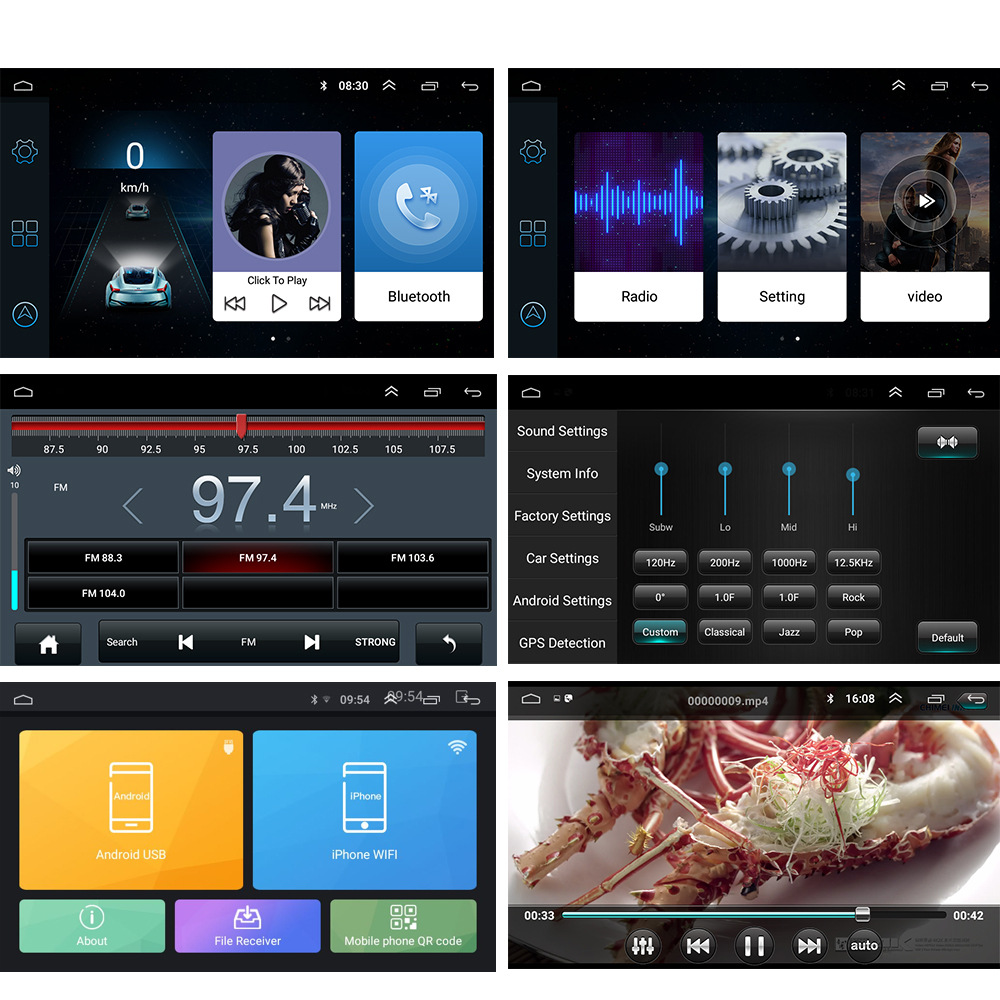 08:30
0
km/h
Click To Play
Bluetooth
Radio
Setting
video
87.5 90 92.5 95 97.5 100 102.5 105 107.5
10
FM
97.4 MHz
FM 88.3
FM 97.4
FM 103.6
FM 104.0
Search
FM
STRONG
08:31
Sound Settings
System Info
Factory Settings
Car Settings
Android Settings
GPS Detection
Subw Lo Mid Hi
120Hz 200Hz 1000Hz 12.5KHz
0° 1.0F 1.0F Rock
Custom Classical Jazz Pop
Default
09:54
09:54
Android
Android USB
iPhone
iPhone WIFI
About
File Receiver
Mobile phone QR code
00000009.mp4
16:08
00:33
00:42
auto